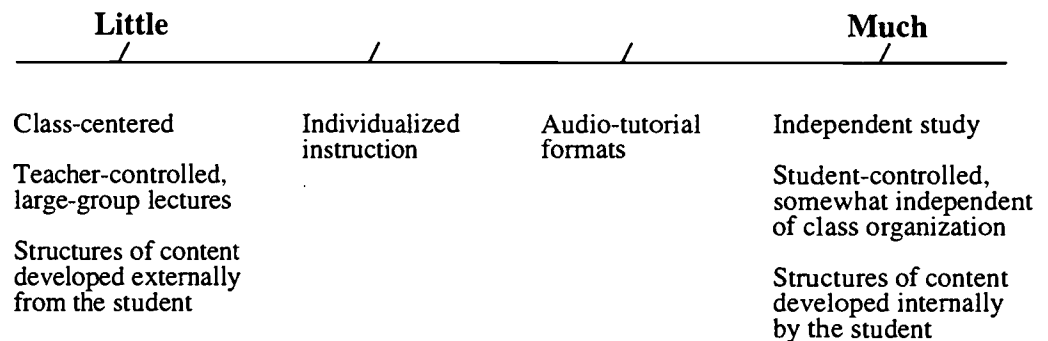 Little
Much
Class-centered
Teacher-controlled,
large-group lectures
Structures of content
developed externally
from the student
Individualized
instruction
Audio-tutorial
formats
Independent study
Student-controlled,
somewhat independent
of class organization
Structures of content
developed internally
by the student